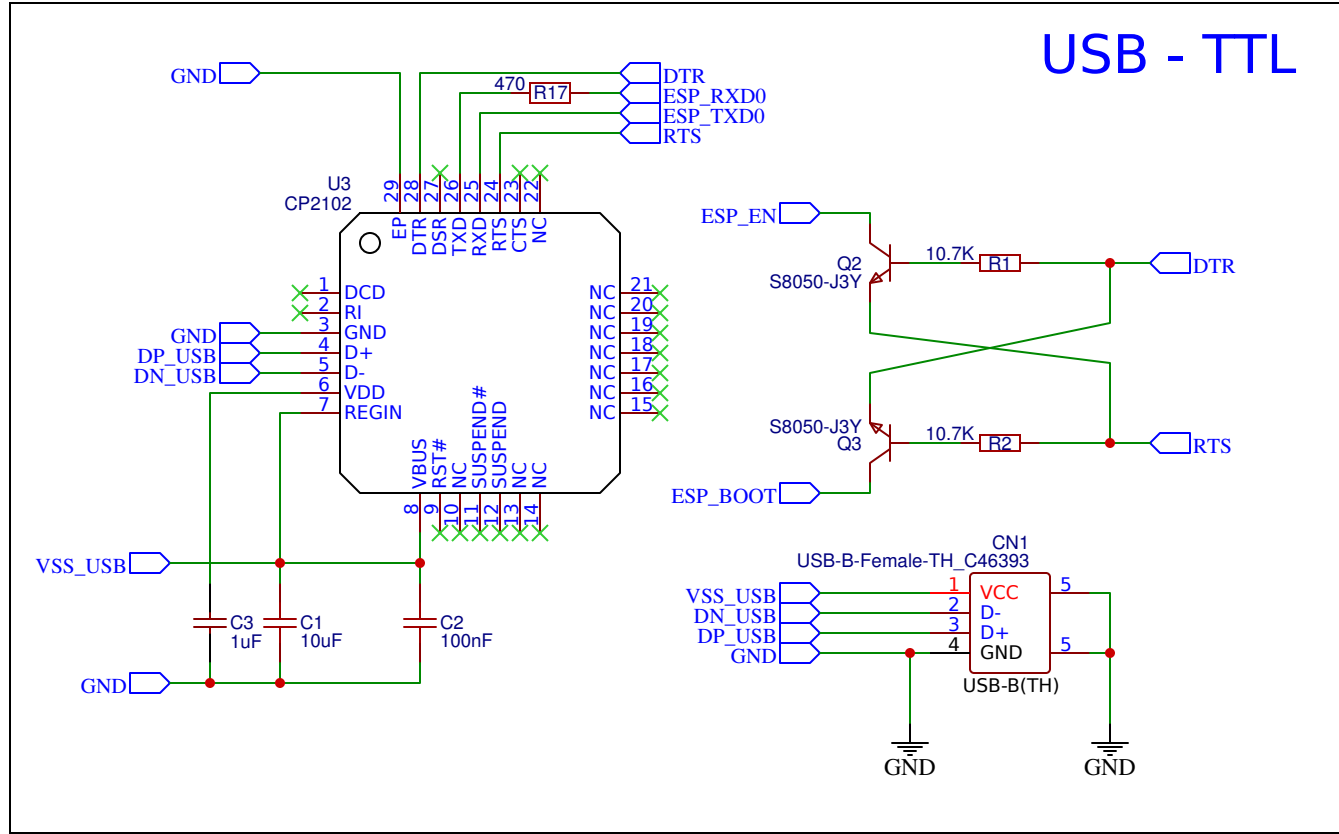 USB - TTL
GND
DTR
470
R17
ESP_RXD0
ESP_TXD0
RTS
U3
CP2102
29
28
27
26
25
24
23
22
EP
DTR
DSR
TXD
RXD
RTS
CTS
NC
1 DCD
2 RI
GND 3 GND
DP_USB 4 D+
DN_USB 5 D-
6 VDD
7 REGIN
NC 21
NC 20
NC 19
NC 18
NC 17
NC 16
NC 15
VBUS
RST#
NC
SUSPEND#
SUSPEND
NC
NC
8
9
10
11
12
13
14
VSS_USB
C3
1uF
C1
10uF
C2
100nF
GND
ESP_EN
Q2
S8050-J3Y
10.7K
R1
DTR
S8050-J3Y
Q3
10.7K
R2
RTS
ESP_BOOT
CN1
USB-B-Female-TH_C46393
VSS_USB 1 VCC 5
DN_USB 2 D-
DP_USB 3 D+
GND 4 GND 5
USB-B(TH)
GND
GND